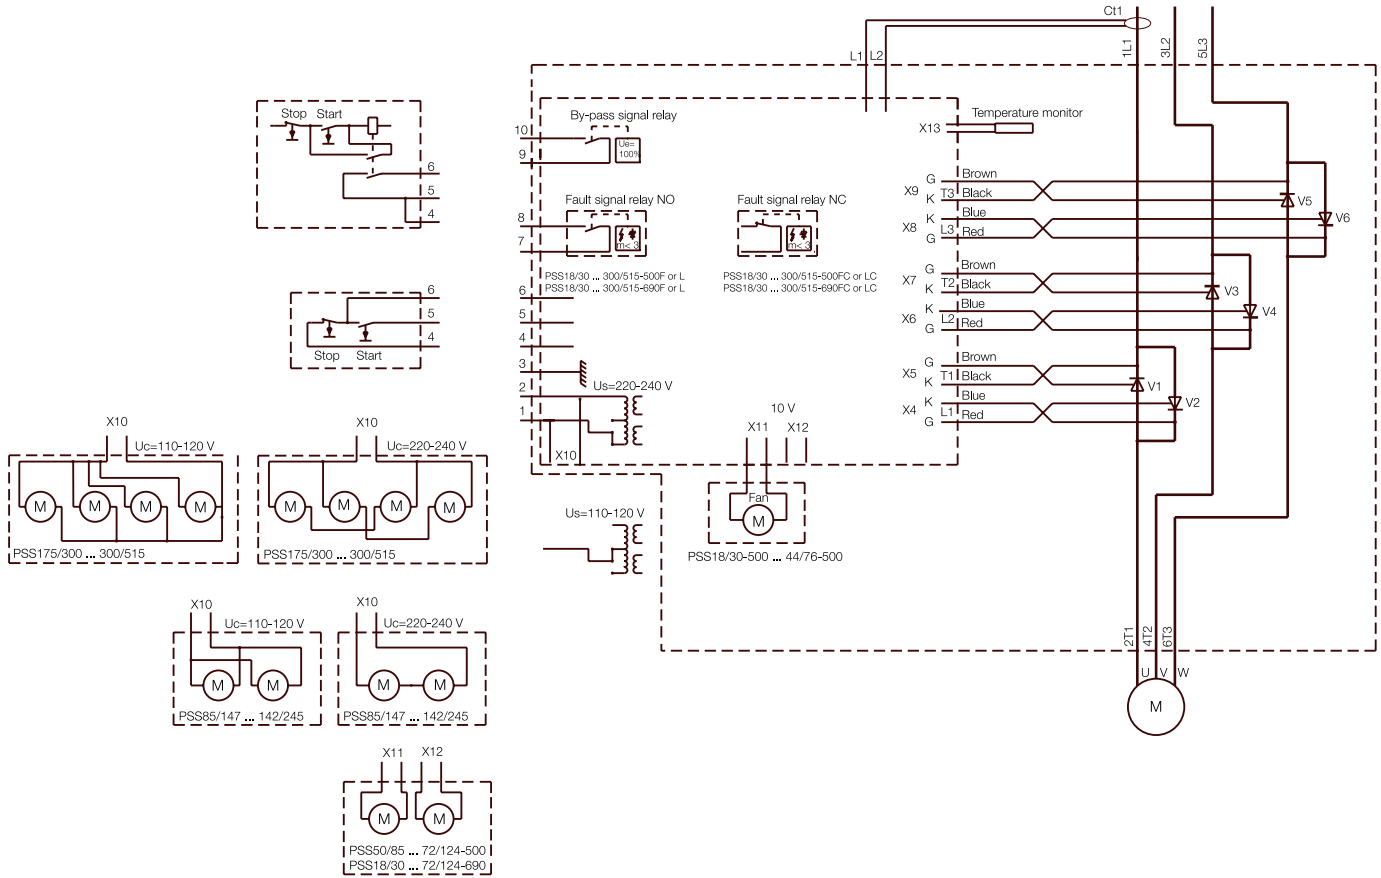 Ct1
1L1
3L2
5L3
L1
L2
Stop
Start
6
5
4
By-pass signal relay
10
9
Ue=
100%
Temperature monitor
X13
Fault signal relay NO
8
7
m< 3
Fault signal relay NC
m< 3
PSS18/30 ... 300/515-500F or L
PSS18/30 ... 300/515-690F or L
PSS18/30 ... 300/515-500FC or LC
PSS18/30 ... 300/515-690FC or LC
X9
G
Brown
K
T3
Black
X8
K
Blue
G
L3
Red
V5
V6
X7
G
Brown
K
T2
Black
X6
K
Blue
G
L2
Red
V3
V4
X5
G
Brown
K
T1
Black
X4
K
Blue
G
L1
Red
V1
V2
6
5
4
Stop
Start
6
5
4
3
2
1
Us=220-240 V
X10
10 V
X11
X12
Fan
M
PSS18/30-500 ... 44/76-500
Us=110-120 V
X10
Uc=110-120 V
M
M
M
M
PSS175/300 ... 300/515
X10
Uc=220-240 V
M
M
M
M
PSS175/300 ... 300/515
X10
Uc=110-120 V
M
M
PSS85/147 ... 142/245
X10
Uc=220-240 V
M
M
PSS85/147 ... 142/245
X11
X12
M
M
PSS50/85 ... 72/124-500
PSS18/30 ... 72/124-690
2T1
4T2
6T3
U
V
W
M